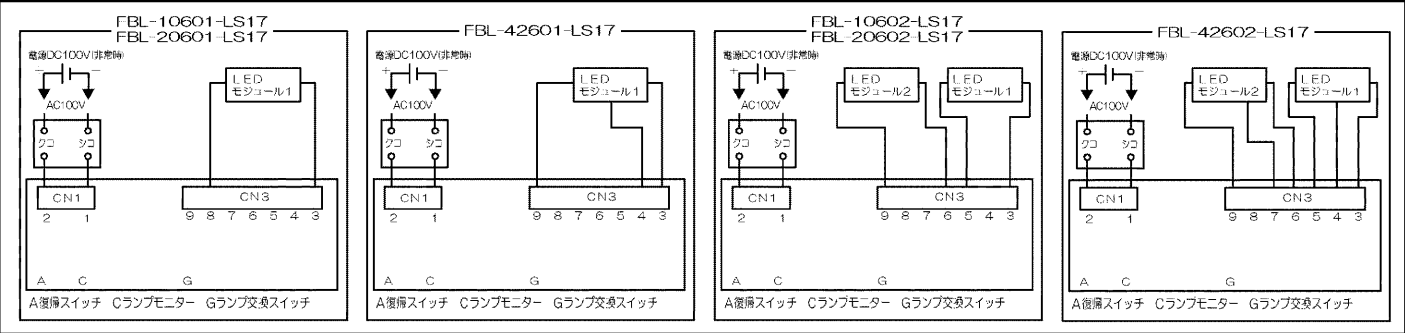 FBL-10601-LS17
FBL-20601-LS17
電源DC100V(非常時)
+ −
AC100V
LED
モジュール1
クコ シコ
CN1 CN3
2 1 9 8 7 6 5 4 3
A C G
A復帰スイッチ Cランプモニター Gランプ交換スイッチ
FBL-42601-LS17
電源DC100V(非常時)
+ −
AC100V
LED
モジュール1
クコ シコ
CN1 CN3
2 1 9 8 7 6 5 4 3
A C G
A復帰スイッチ Cランプモニター Gランプ交換スイッチ
FBL-10602-LS17
FBL-20602-LS17
電源DC100V(非常時)
+ −
AC100V
LED
モジュール2
LED
モジュール1
クコ シコ
CN1 CN3
2 1 9 8 7 6 5 4 3
A C G
A復帰スイッチ Cランプモニター Gランプ交換スイッチ
FBL-42602-LS17
電源DC100V(非常時)
+ −
AC100V
LED
モジュール2
LED
モジュール1
クコ シコ
CN1 CN3
2 1 9 8 7 6 5 4 3
A C G
A復帰スイッチ Cランプモニター Gランプ交換スイッチ